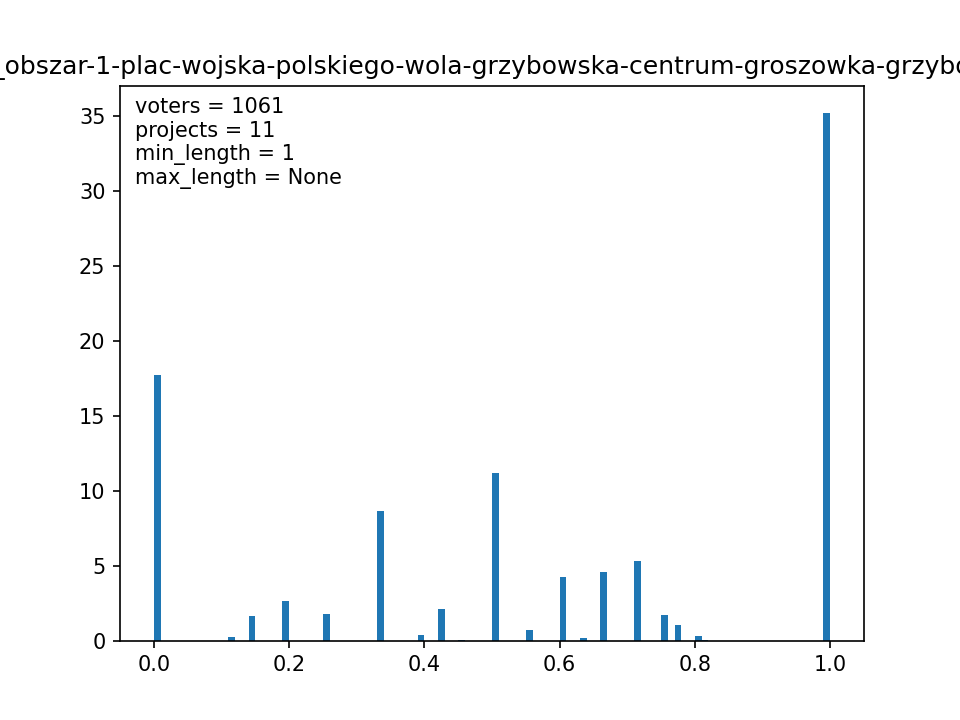 _obszar-1-plac-wojska-polskiego-wola-grzybowska-centrum-groszowka-grzybo
voters = 1061
projects = 11
min_length = 1
max_length = None
35
30
25
20
15
10
5
0
0.0 0.2 0.4 0.6 0.8 1.0